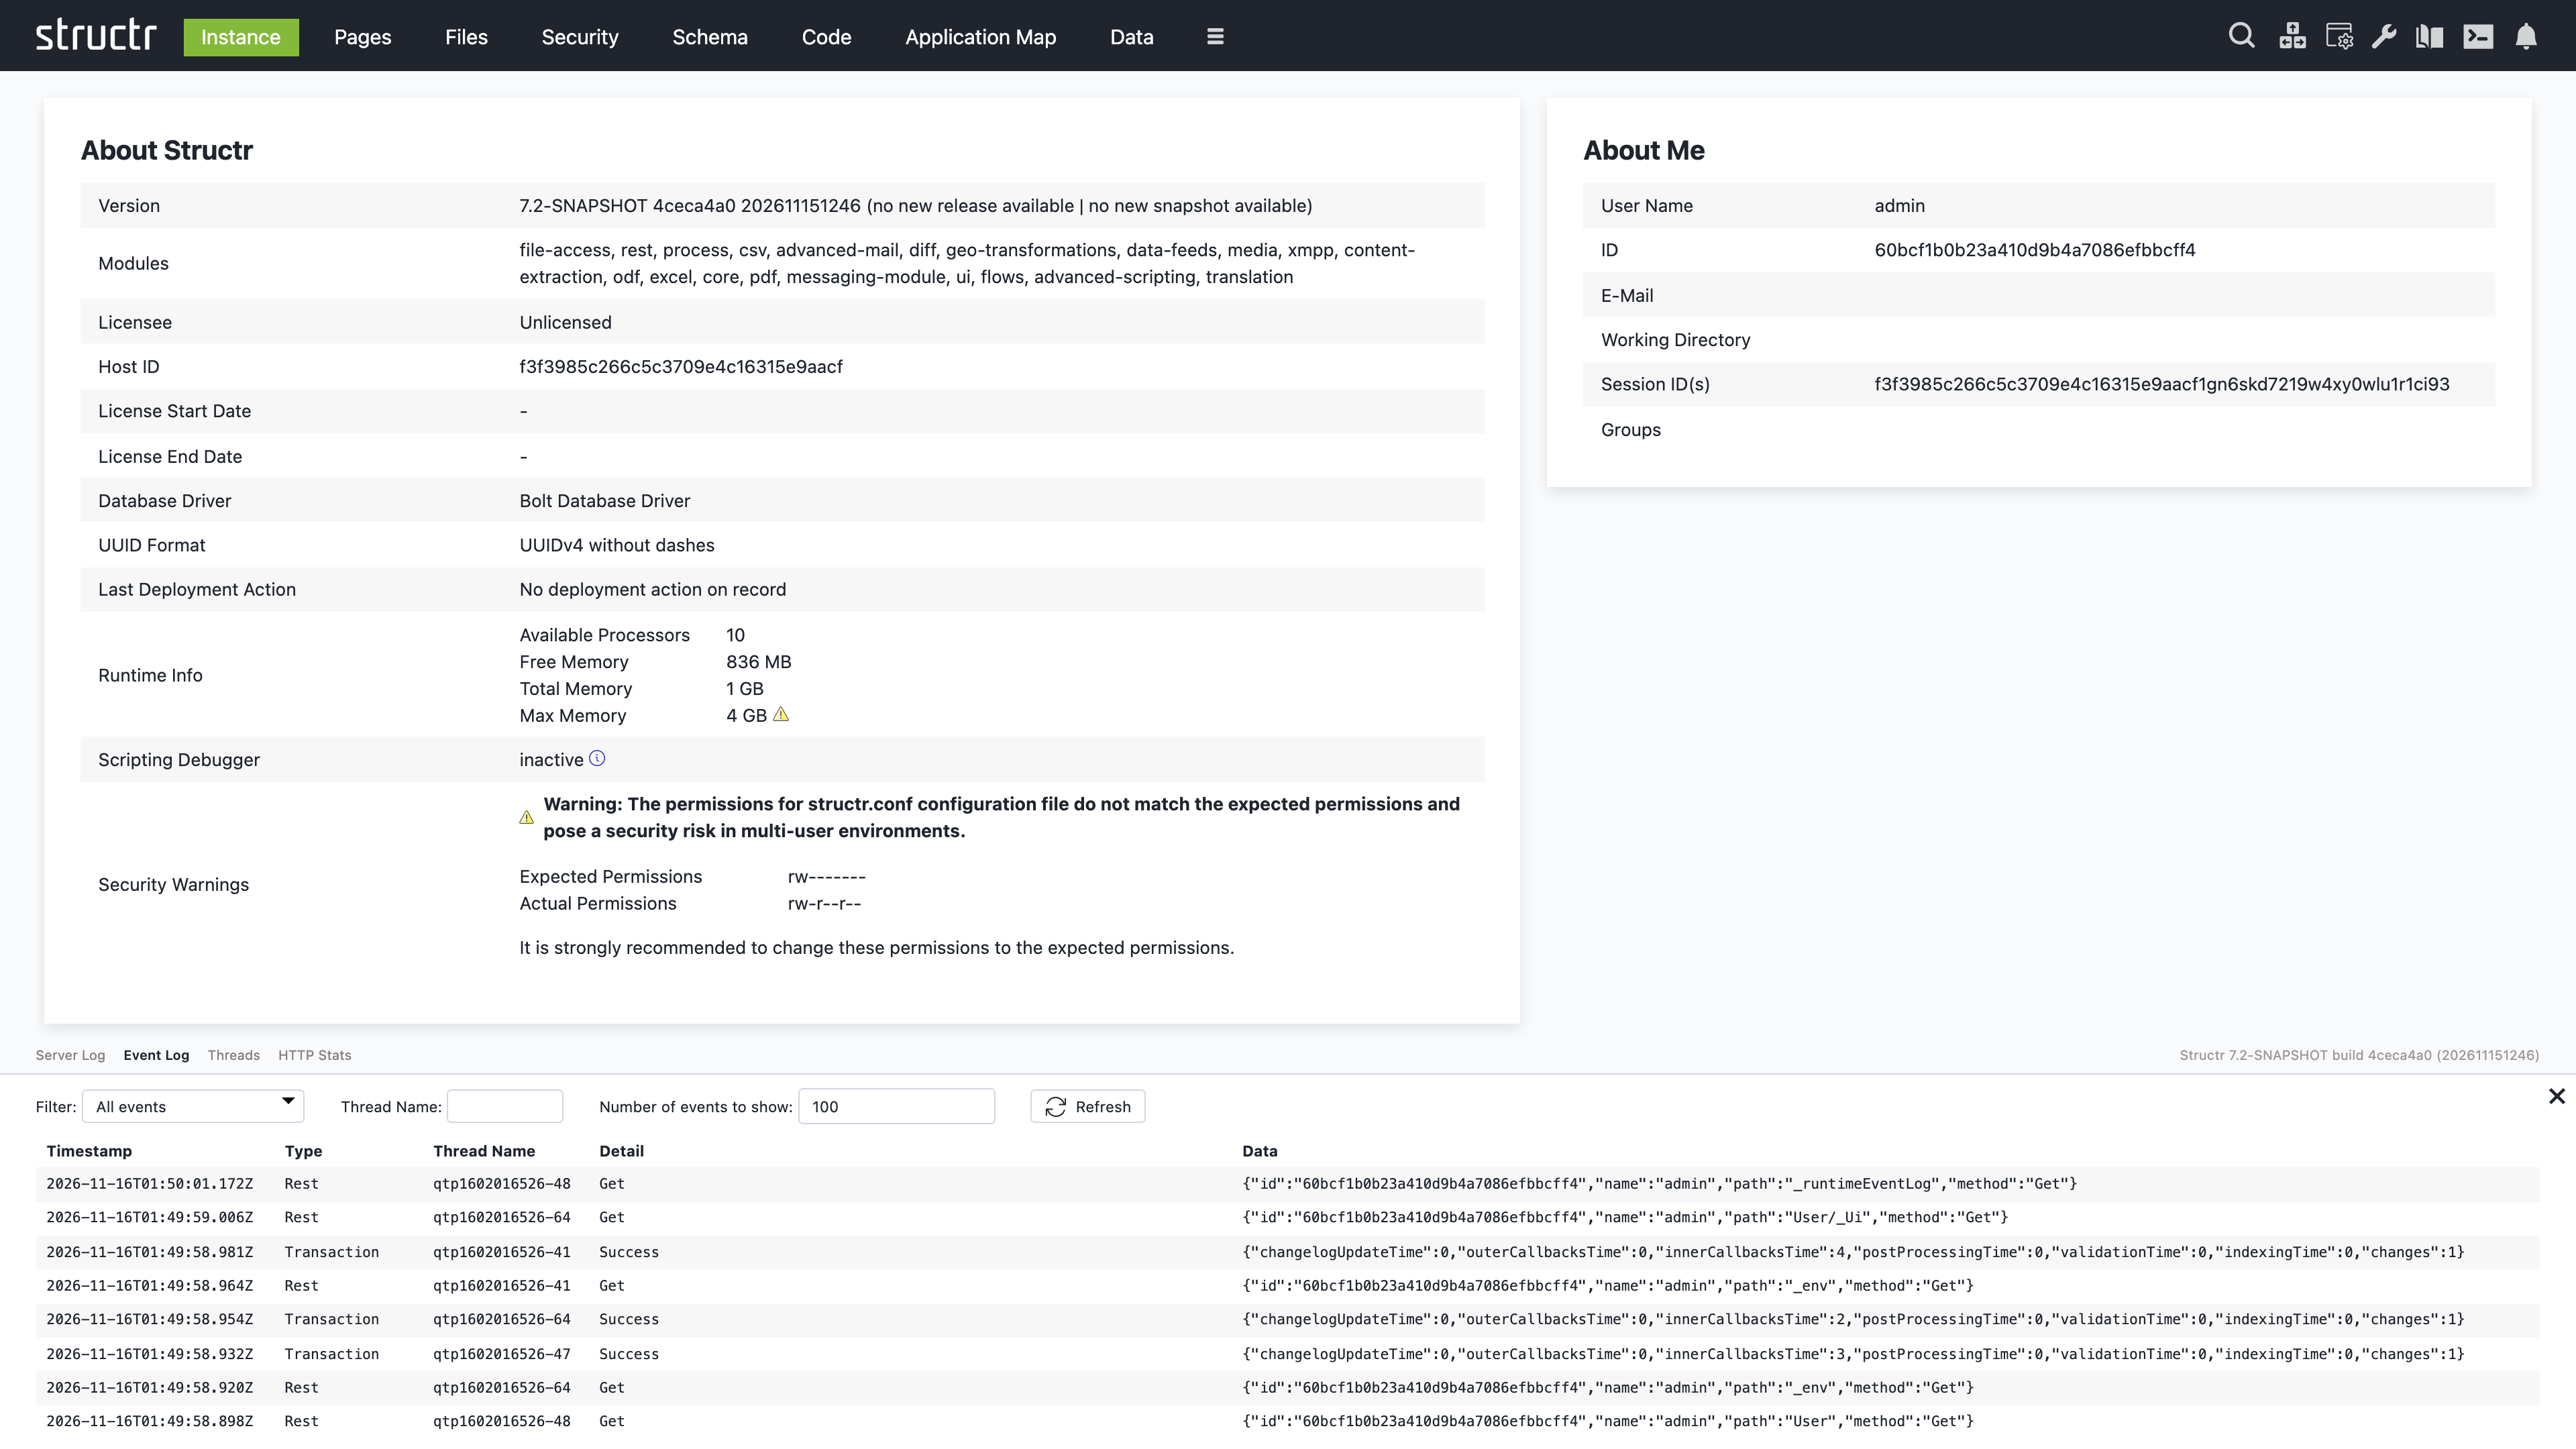 structr
Instance Pages Files Security Schema Code Application Map Data
About Structr
Version 7.2-SNAPSHOT 4ceca4a0 202611151246 (no new release available | no new snapshot available)
Modules file-access, rest, process, csv, advanced-mail, diff, geo-transformations, data-feeds, media, xmpp, content-
extraction, odf, excel, core, pdf, messaging-module, ui, flows, advanced-scripting, translation
Licensee Unlicensed
Host ID f3f3985c266c5c3709e4c16315e9aacf
License Start Date -
License End Date -
Database Driver Bolt Database Driver
UUID Format UUIDv4 without dashes
Last Deployment Action No deployment action on record
Runtime Info
Available Processors 10
Free Memory 836 MB
Total Memory 1 GB
Max Memory 4 GB
Scripting Debugger inactive
Security Warnings
Warning: The permissions for structr.conf configuration file do not match the expected permissions and
pose a security risk in multi-user environments.
Expected Permissions rw-------
Actual Permissions rw-r--r--
It is strongly recommended to change these permissions to the expected permissions.
About Me
User Name admin
ID 60bcf1b0b23a410d9b4a7086efbbcff4
E-Mail
Working Directory
Session ID(s) f3f3985c266c5c3709e4c16315e9aacf1gn6skd7219w4xy0wlu1r1ci93
Groups
Server Log Event Log Threads HTTP Stats
Structr 7.2-SNAPSHOT build 4ceca4a0 (202611151246)
Filter: All events Thread Name: Number of events to show: 100 Refresh
Timestamp Type Thread Name Detail Data
2026-11-16T01:50:01.172Z Rest qtp1602016526-48 Get {"id":"60bcf1b0b23a410d9b4a7086efbbcff4","name":"admin","path":"_runtimeEventLog","method":"Get"}
2026-11-16T01:49:59.006Z Rest qtp1602016526-64 Get {"id":"60bcf1b0b23a410d9b4a7086efbbcff4","name":"admin","path":"User/_Ui","method":"Get"}
2026-11-16T01:49:58.981Z Transaction qtp1602016526-41 Success {"changelogUpdateTime":0,"outerCallbacksTime":0,"innerCallbacksTime":4,"postProcessingTime":0,"validationTime":0,"indexingTime":0,"changes":1}
2026-11-16T01:49:58.964Z Rest qtp1602016526-41 Get {"id":"60bcf1b0b23a410d9b4a7086efbbcff4","name":"admin","path":"_env","method":"Get"}
2026-11-16T01:49:58.954Z Transaction qtp1602016526-64 Success {"changelogUpdateTime":0,"outerCallbacksTime":0,"innerCallbacksTime":2,"postProcessingTime":0,"validationTime":0,"indexingTime":0,"changes":1}
2026-11-16T01:49:58.932Z Transaction qtp1602016526-47 Success {"changelogUpdateTime":0,"outerCallbacksTime":0,"innerCallbacksTime":3,"postProcessingTime":0,"validationTime":0,"indexingTime":0,"changes":1}
2026-11-16T01:49:58.920Z Rest qtp1602016526-64 Get {"id":"60bcf1b0b23a410d9b4a7086efbbcff4","name":"admin","path":"_env","method":"Get"}
2026-11-16T01:49:58.898Z Rest qtp1602016526-48 Get {"id":"60bcf1b0b23a410d9b4a7086efbbcff4","name":"admin","path":"User","method":"Get"}